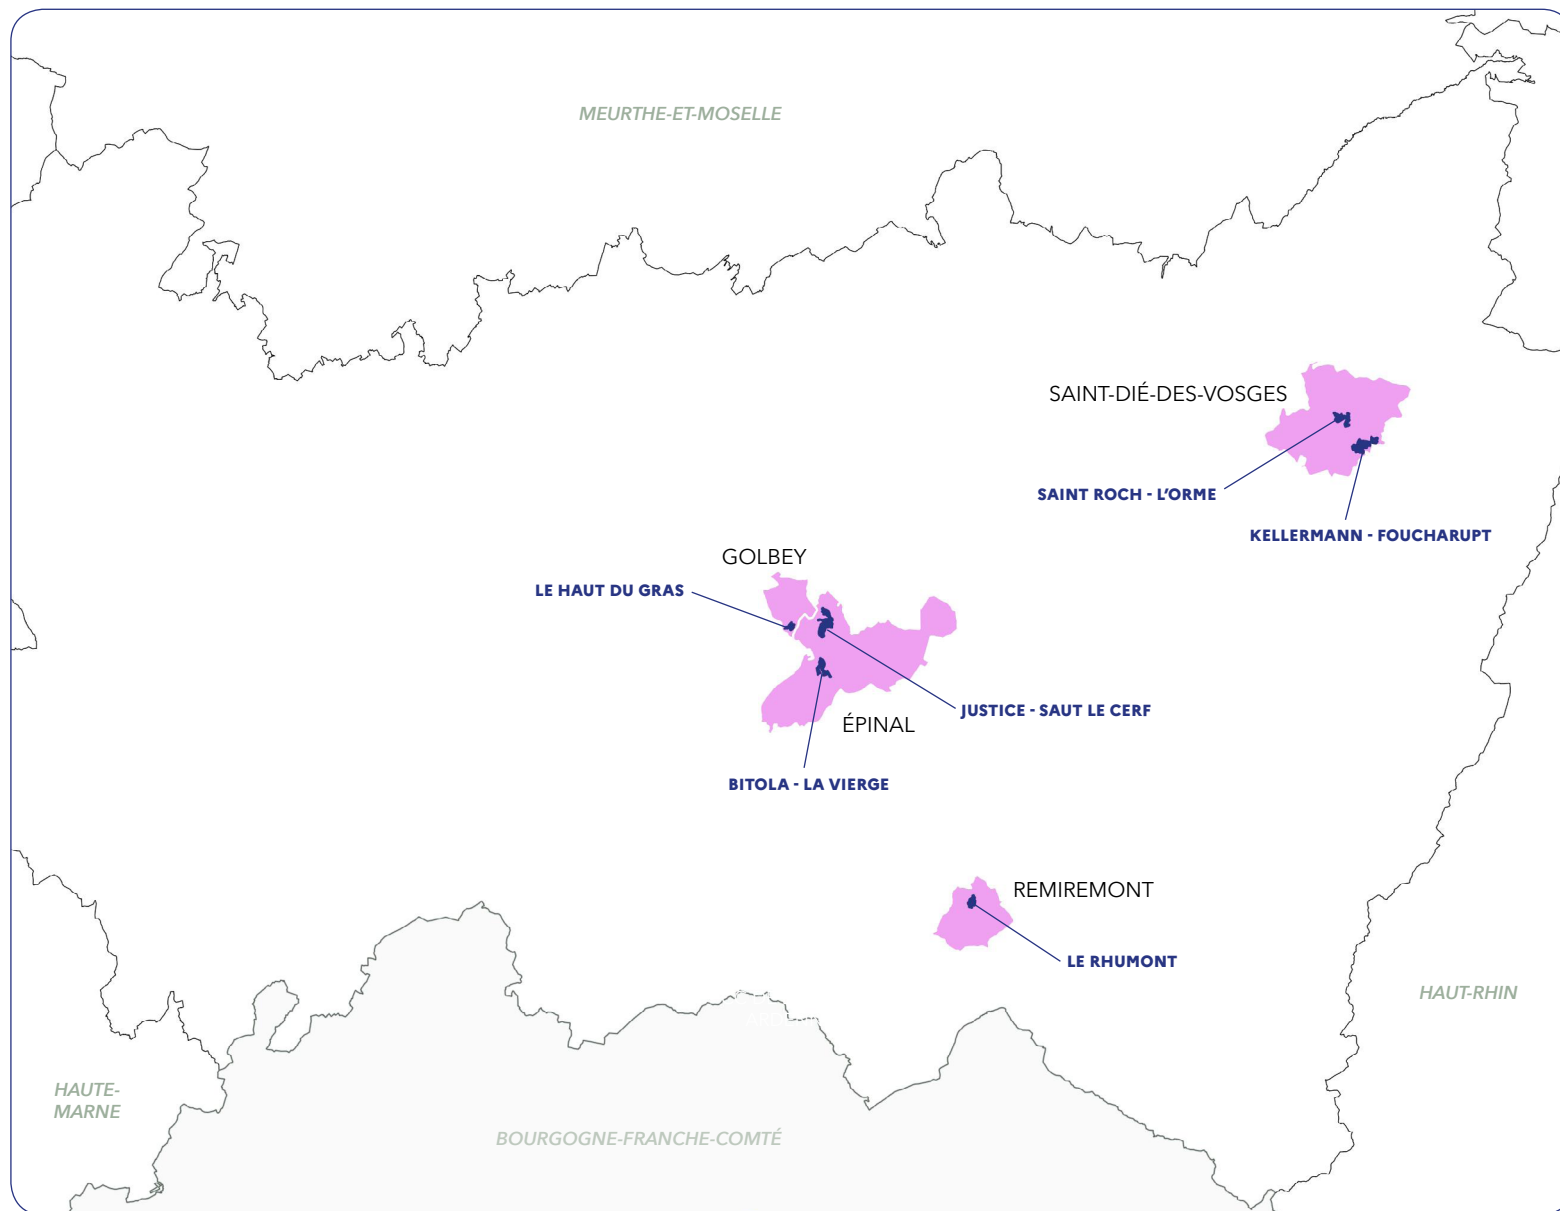 MEURTHE-ET-MOSELLE
SAINT-DIÉ-DES-VOSGES
SAINT ROCH - L'ORME
KELLERMANN - FOUCHARUPT
GOLBEY
LE HAUT DU GRAS
JUSTICE - SAUT LE CERF
ÉPINAL
BITOLA - LA VIERGE
REMIREMONT
LE RHUMONT
HAUT-RHIN
HAUTE-
MARNE
BOURGOGNE-FRANCHE-COMTÉ